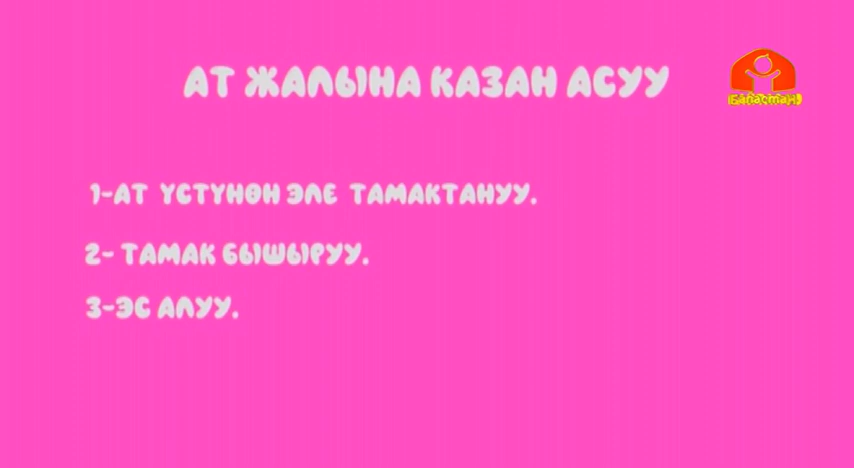 АТ ЖАЛЫНА КАЗАН АСУУ
Баластан
1-АТ ҮСТҮНӨН ЭЛЕ ТАМАКТАНУУ.
2- ТАМАК БЫШЫРУУ.
3-ЭС АЛУУ.